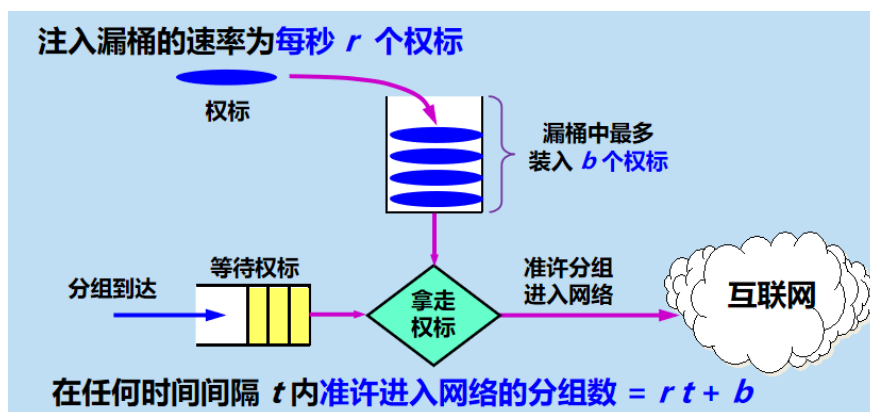 注入漏桶的速率为每秒 r 个权标
权标
漏桶中最多
装入 b 个权标
分组到达
等待权标
拿走
权标
准许分组
进入网络
互联网
在任何时间间隔 t 内准许进入网络的分组数 = r t + b